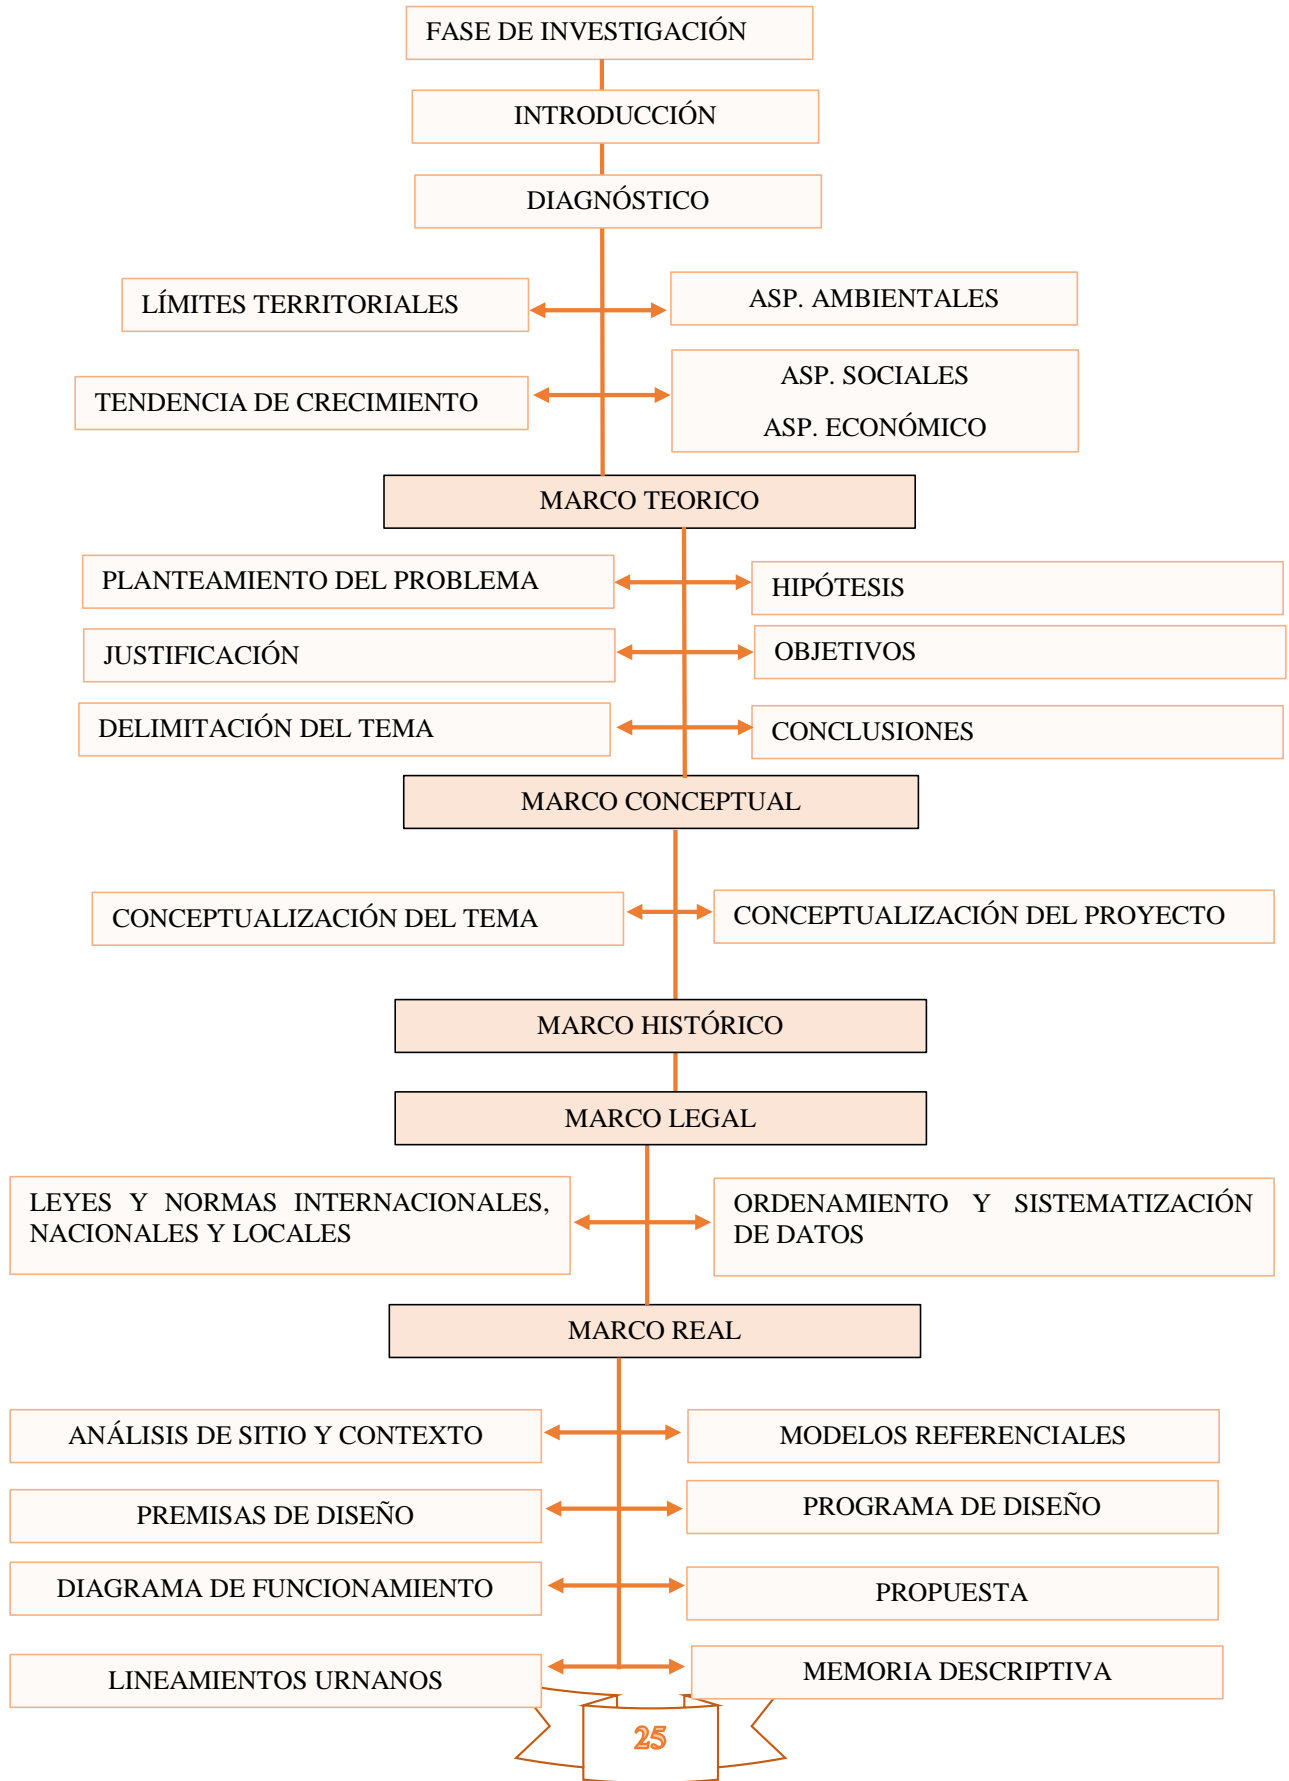 FASE DE INVESTIGACIÓN
INTRODUCCIÓN
DIAGNÓSTICO
LÍMITES TERRITORIALES
ASP. AMBIENTALES
TENDENCIA DE CRECIMIENTO
ASP. SOCIALES
ASP. ECONÓMICO
MARCO TEORICO
PLANTEAMIENTO DEL PROBLEMA
HIPÓTESIS
JUSTIFICACIÓN
OBJETIVOS
DELIMITACIÓN DEL TEMA
CONCLUSIONES
MARCO CONCEPTUAL
CONCEPTUALIZACIÓN DEL TEMA
CONCEPTUALIZACIÓN DEL PROYECTO
MARCO HISTÓRICO
MARCO LEGAL
LEYES Y NORMAS INTERNACIONALES,
NACIONALES Y LOCALES
ORDENAMIENTO Y SISTEMATIZACIÓN
DE DATOS
MARCO REAL
ANÁLISIS DE SITIO Y CONTEXTO
MODELOS REFERENCIALES
PREMISAS DE DISEÑO
PROGRAMA DE DISEÑO
DIAGRAMA DE FUNCIONAMIENTO
PROPUESTA
LINEAMIENTOS URNANOS
MEMORIA DESCRIPTIVA
25